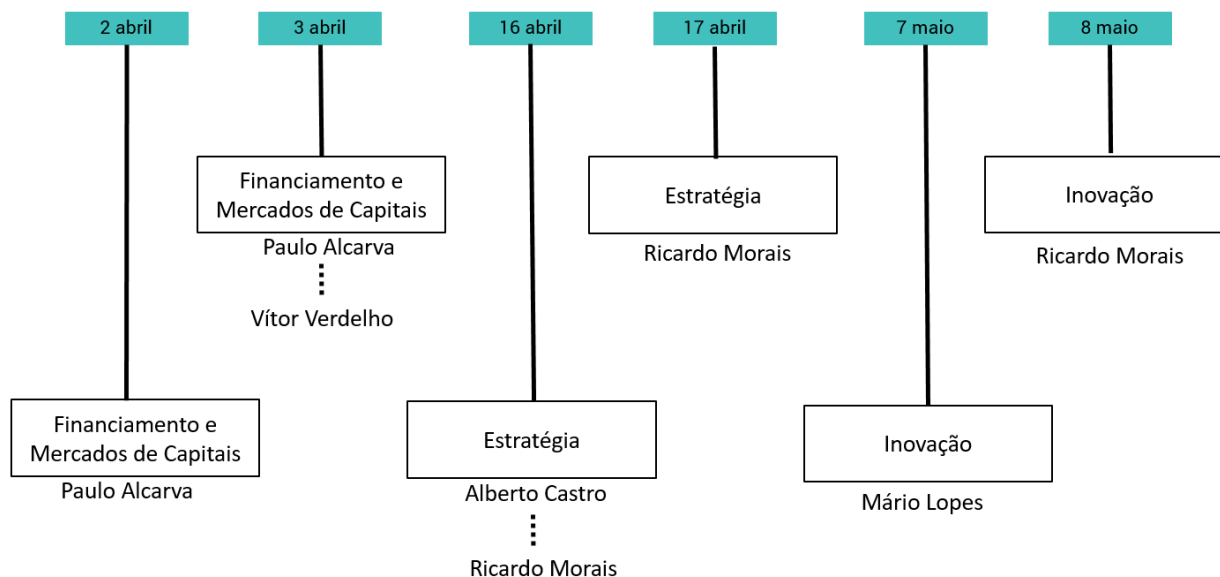 2 abril
3 abril
16 abril
17 abril
7 maio
8 maio
Financiamento e
Mercados de Capitais
Paulo Alcarva
Vítor Verdelho
Estratégia
Ricardo Morais
Inovação
Ricardo Morais
Financiamento e
Mercados de Capitais
Paulo Alcarva
Estratégia
Alberto Castro
Ricardo Morais
Inovação
Mário Lopes